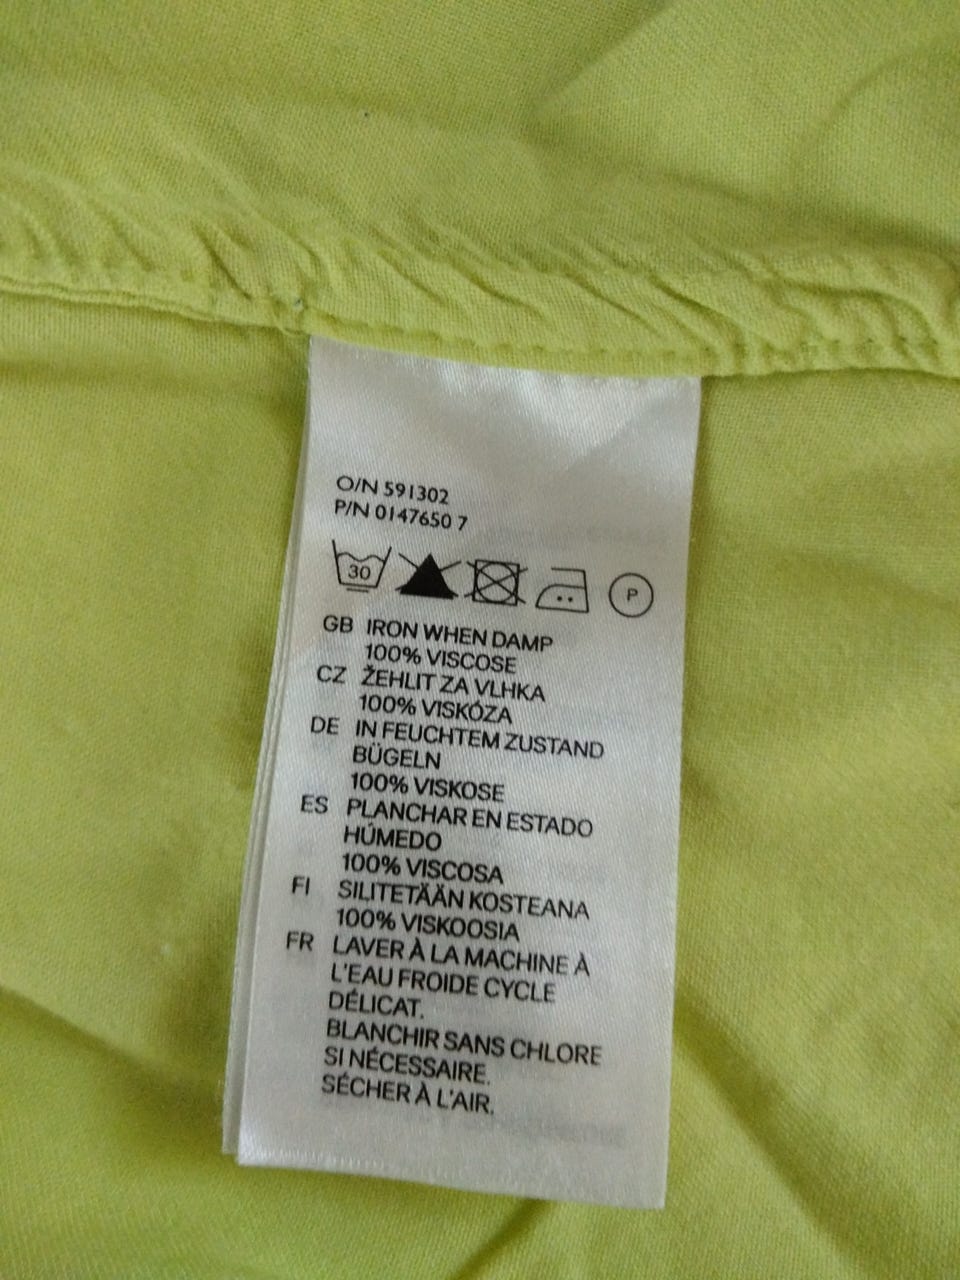 O/N 591302
P/N 0147650 7
30 P
GB IRON WHEN DAMP
100% VISCOSE
CZ ŽEHLIT ZA VLHKA
100% VISKÓZA
DE IN FEUCHTEM ZUSTAND
BÜGELN
100% VISKOSE
ES PLANCHAR EN ESTADO
HÚMEDO
100% VISCOSA
FI SILITETÄÄN KOSTEANA
100% VISKOOSIA
FR LAVER À LA MACHINE À
L'EAU FROIDE CYCLE
DÉLICAT.
BLANCHIR SANS CHLORE
SI NÉCESSAIRE.
SÉCHER À L'AIR.